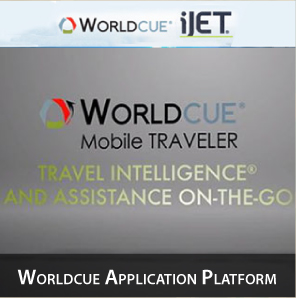 WORLDCUE® iJET®
WORLDCUE®
Mobile TRAVELER
TRAVEL INTELLIGENCE®
AND ASSISTANCE ON-THE-GO
WORLDCUE APPLICATION PLATFORM